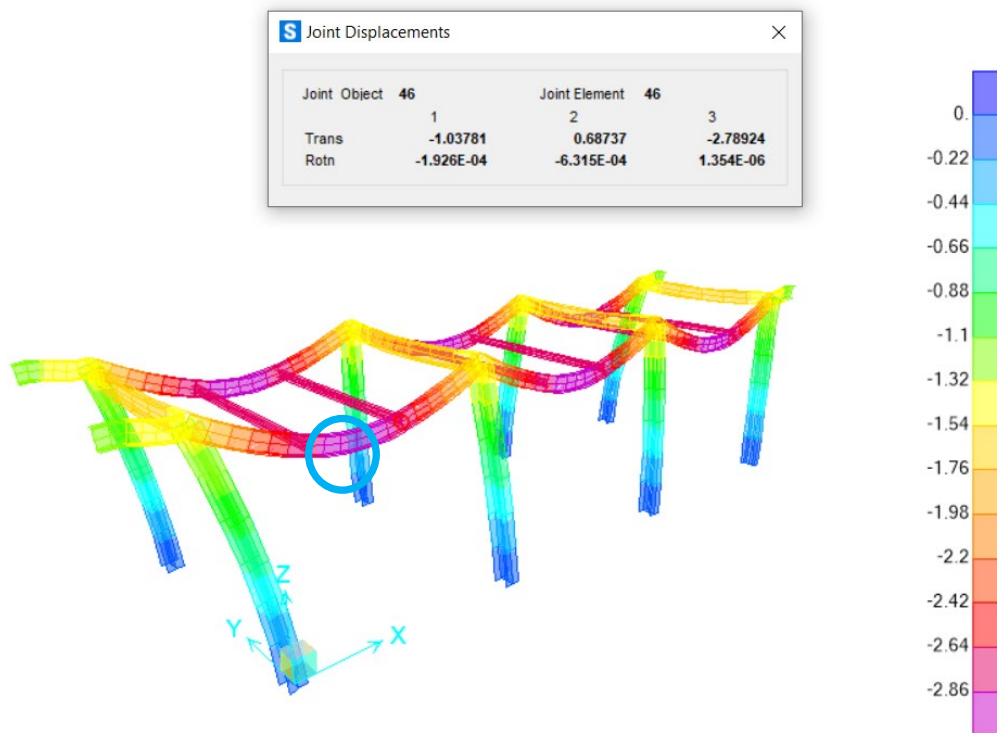 S Joint Displacements
Joint Object 46 Joint Element 46
1 2 3
Trans -1.03781 0.68737 -2.78924
Rotn -1.926E-04 -6.315E-04 1.354E-06
0.
-0.22
-0.44
-0.66
-0.88
-1.1
-1.32
-1.54
-1.76
-1.98
-2.2
-2.42
-2.64
-2.86
Z
Y
X